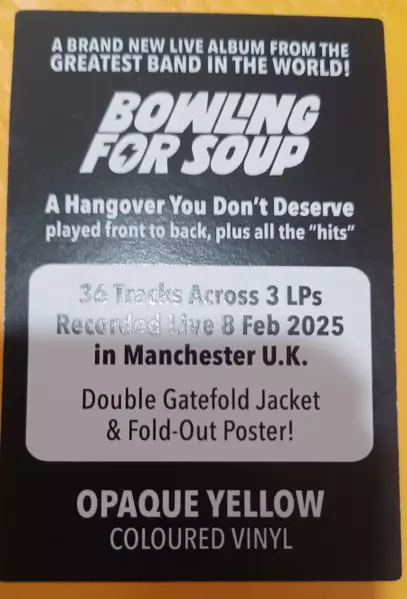 A BRAND NEW LIVE ALBUM FROM THE
GREATEST BAND IN THE WORLD!
BOWLING
FOR SOUP
A Hangover You Don't Deserve
played front to back, plus all the "hits"
36 Tracks Across 3 LPs
Recorded Live 8 Feb 2025
in Manchester U.K.
Double Gatefold Jacket
& Fold-Out Poster!
OPAQUE YELLOW
COLOURED VINYL